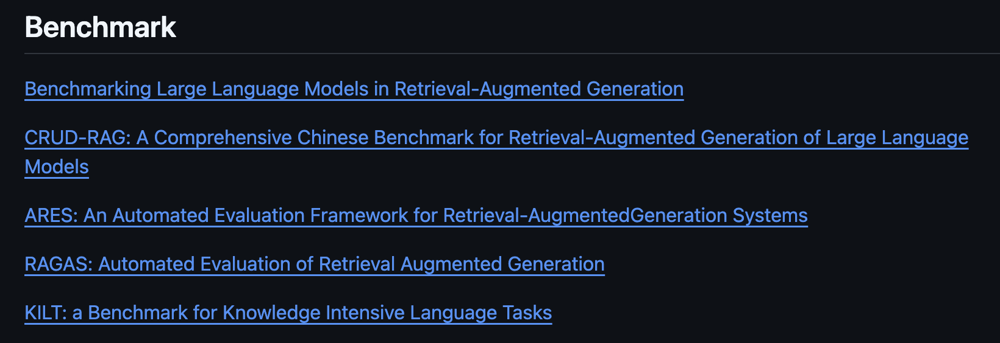 Benchmark
Benchmarking Large Language Models in Retrieval-Augmented Generation
CRUD-RAG: A Comprehensive Chinese Benchmark for Retrieval-Augmented Generation of Large Language
Models
ARES: An Automated Evaluation Framework for Retrieval-AugmentedGeneration Systems
RAGAS: Automated Evaluation of Retrieval Augmented Generation
KILT: a Benchmark for Knowledge Intensive Language Tasks